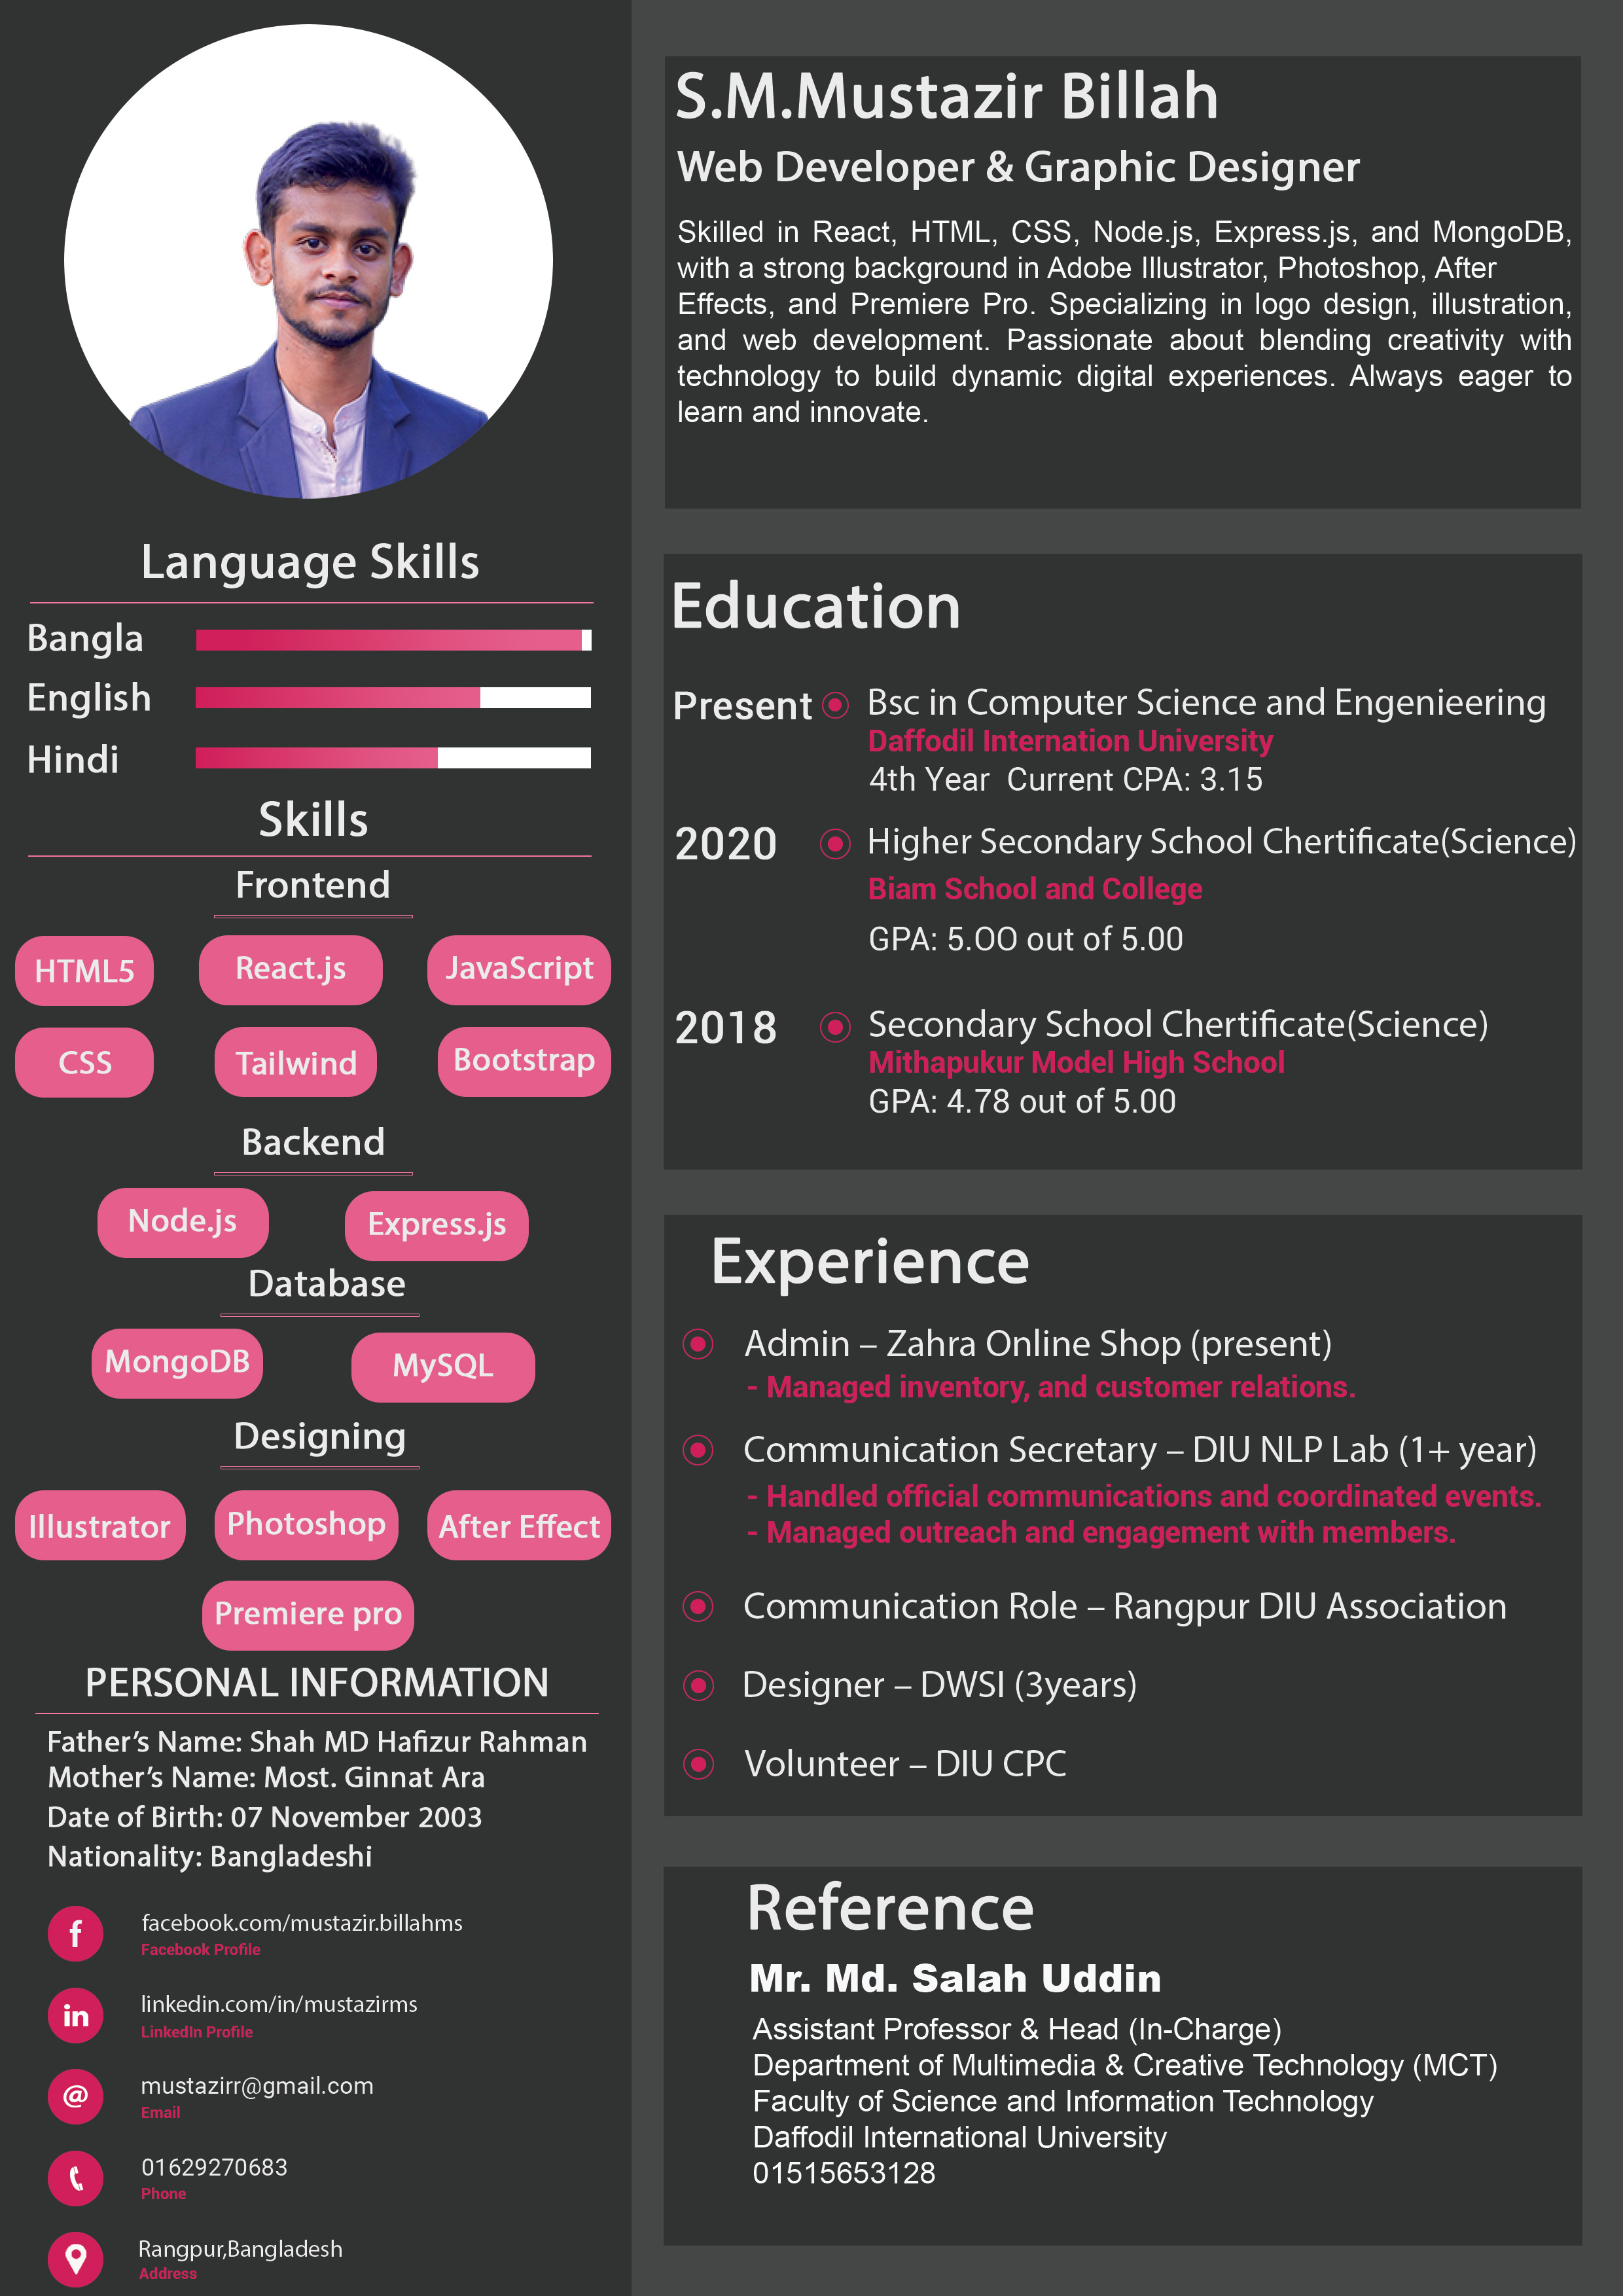 S.M.Mustazir Billah
Web Developer & Graphic Designer
Skilled in React, HTML, CSS, Node.js, Express.js, and MongoDB,
with a strong background in Adobe Illustrator, Photoshop, After
Effects, and Premiere Pro. Specializing in logo design, illustration,
and web development. Passionate about blending creativity with
technology to build dynamic digital experiences. Always eager to
learn and innovate.
Language Skills
Bangla
English
Hindi
Skills
Frontend
HTML5 React.js JavaScript
CSS Tailwind Bootstrap
Backend
Node.js Express.js
Database
MongoDB MySQL
Designing
Illustrator Photoshop After Effect
Premiere pro
PERSONAL INFORMATION
Father’s Name: Shah MD Hafizur Rahman
Mother’s Name: Most. Ginnat Ara
Date of Birth: 07 November 2003
Nationality: Bangladeshi
f facebook.com/mustazir.billahms
Facebook Profile
in linkedin.com/in/mustazirms
LinkedIn Profile
@ mustazirr@gmail.com
Email
01629270683
Phone
Rangpur,Bangladesh
Address
Education
Present Bsc in Computer Science and Engenieering
Daffodil Internation University
4th Year Current CPA: 3.15
2020 Higher Secondary School Chertificate(Science)
Biam School and College
GPA: 5.OO out of 5.00
2018 Secondary School Chertificate(Science)
Mithapukur Model High School
GPA: 4.78 out of 5.00
Experience
Admin – Zahra Online Shop (present)
- Managed inventory, and customer relations.
Communication Secretary – DIU NLP Lab (1+ year)
- Handled official communications and coordinated events.
- Managed outreach and engagement with members.
Communication Role – Rangpur DIU Association
Designer – DWSI (3years)
Volunteer – DIU CPC
Reference
Mr. Md. Salah Uddin
Assistant Professor & Head (In-Charge)
Department of Multimedia & Creative Technology (MCT)
Faculty of Science and Information Technology
Daffodil International University
01515653128